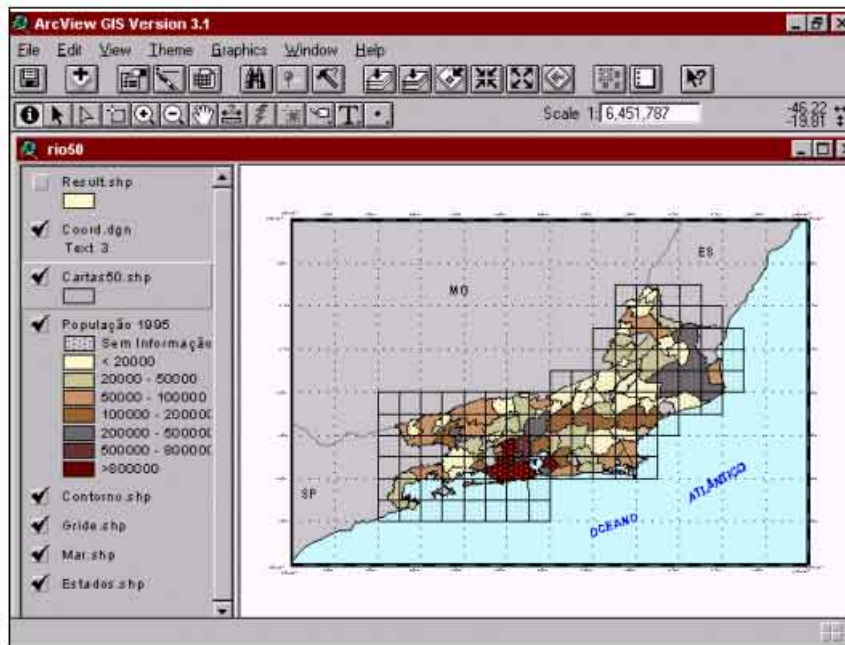 ArcView GIS Version 3.1
File Edit View Theme Graphics Window Help
Scale 1: 6,451,787
-46.22
-19.81
rio50
Result.shp
Coord.dgn
Text 3
Cartas50.shp
População 1995
Sem Informação
< 20000
20000 - 50000
50000 - 100000
100000 - 200000
200000 - 500000
500000 - 800000
>800000
Contorno.shp
Gride.shp
Mar.shp
Estados.shp
ES
MG
SP
OCEANO ATLÂNTICO